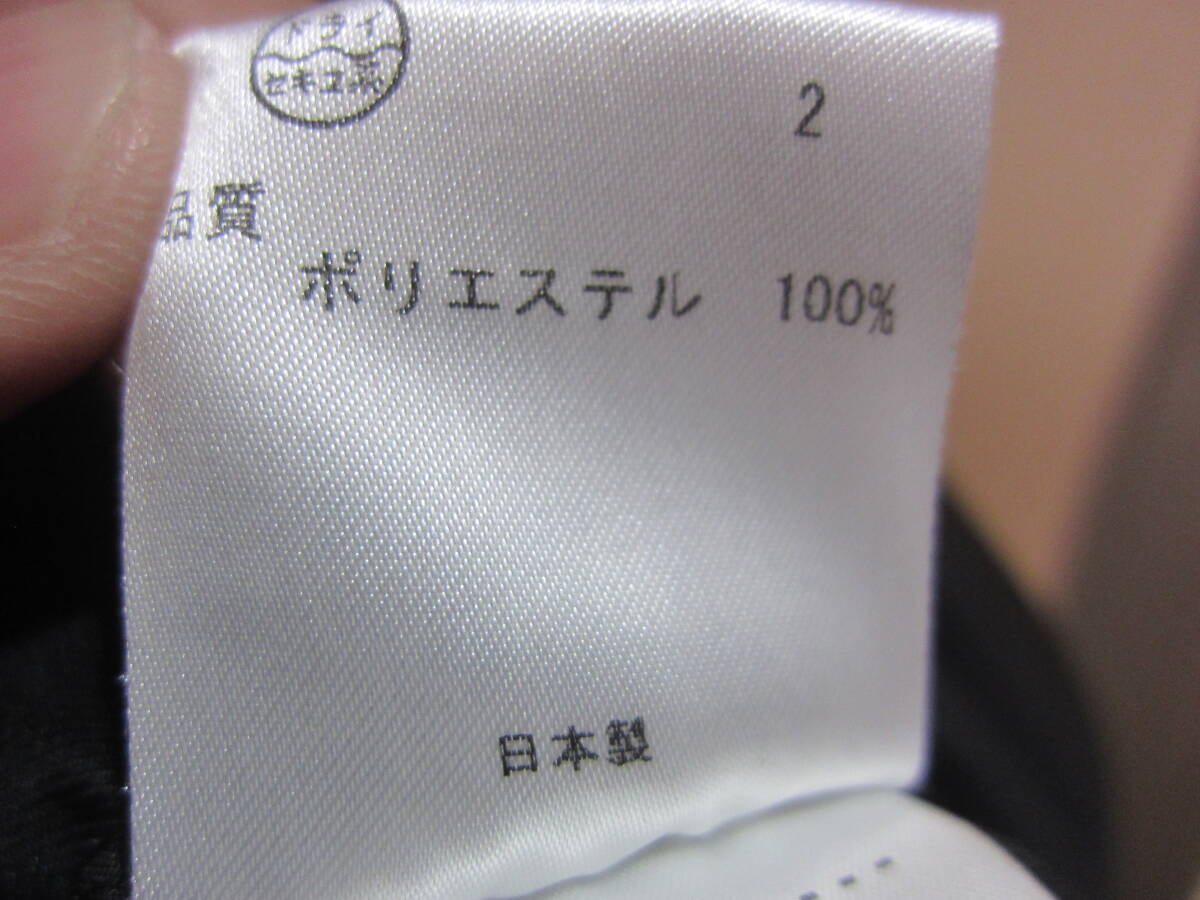 ドライ
セキユ系
2
品質
ポリエステル 100%
日本製